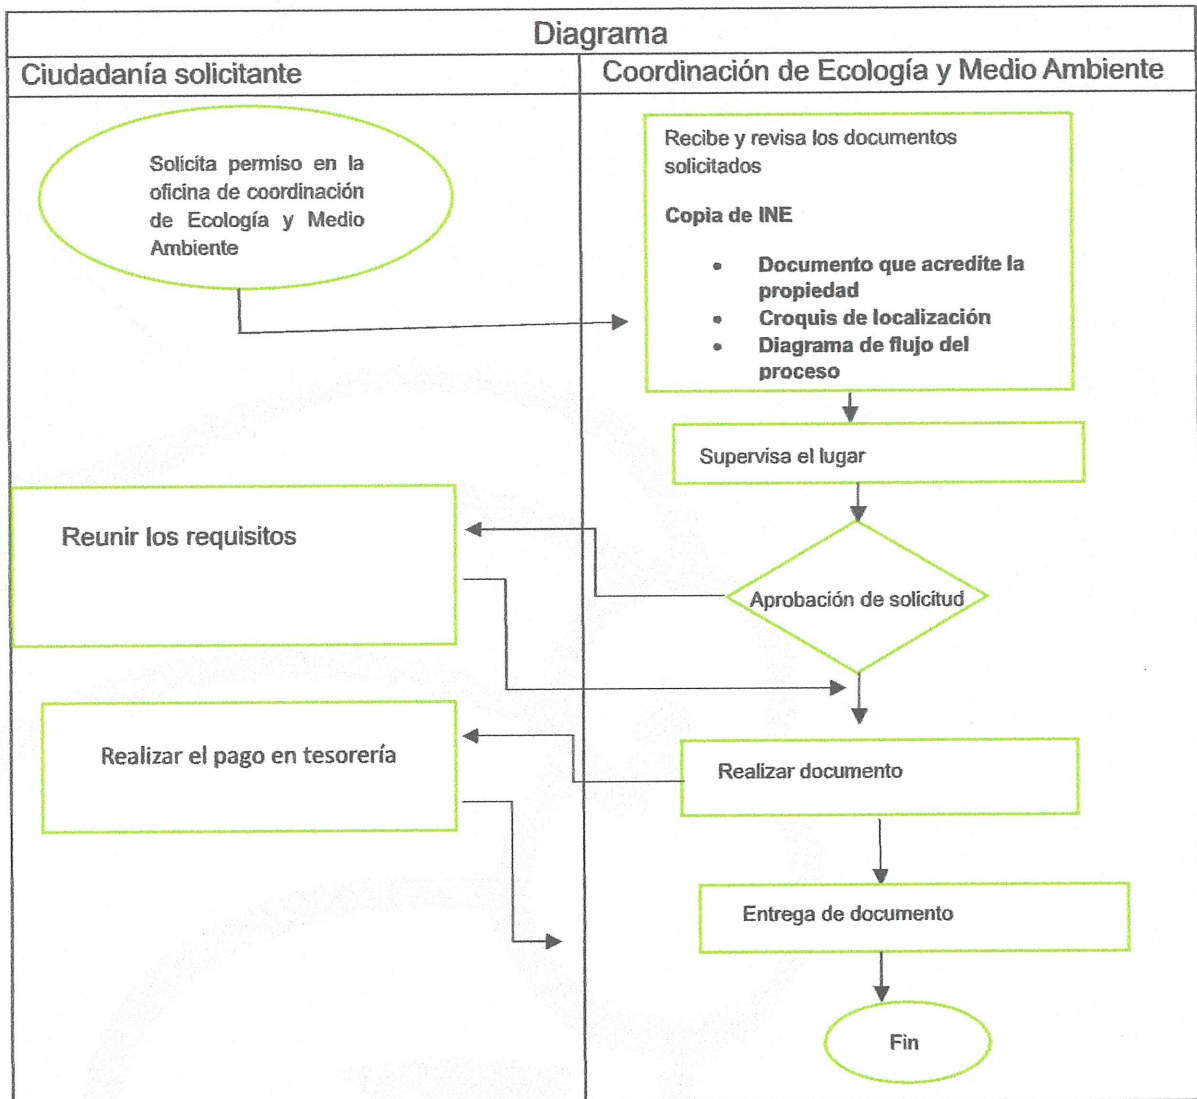 Diagrama
Ciudadanía solicitante
Coordinación de Ecología y Medio Ambiente
Solicita permiso en la
oficina de coordinación
de Ecología y Medio
Ambiente
Recibe y revisa los documentos
solicitados
Copia de INE
• Documento que acredite la
propiedad
• Croquis de localización
• Diagrama de flujo del
proceso
Supervisa el lugar
Reunir los requisitos
Aprobación de solicitud
Realizar el pago en tesorería
Realizar documento
Entrega de documento
Fin